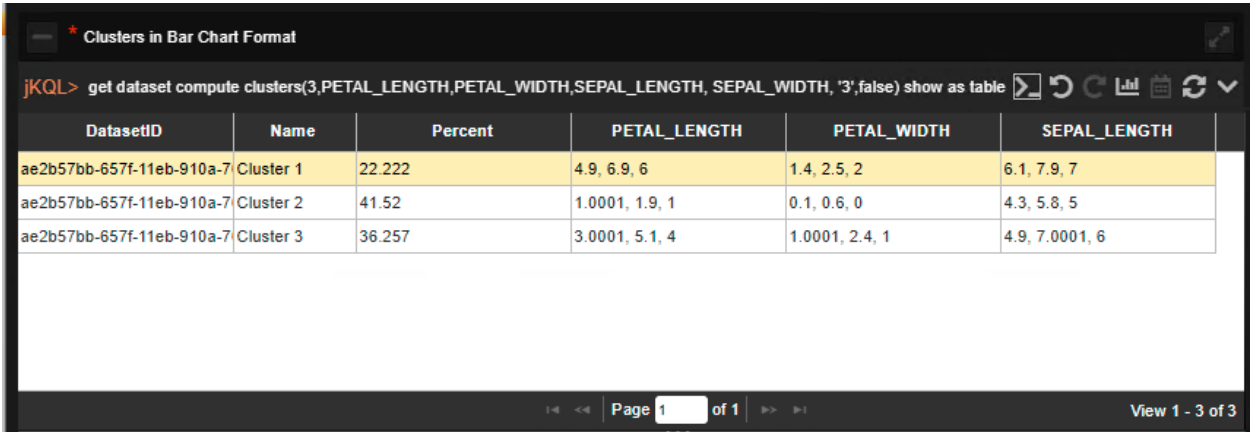 * Clusters in Bar Chart Format
jKQL> get dataset compute clusters(3,PETAL_LENGTH,PETAL_WIDTH,SEPAL_LENGTH, SEPAL_WIDTH, '3',false) show as table
DatasetID Name Percent PETAL_LENGTH PETAL_WIDTH SEPAL_LENGTH
ae2b57bb-657f-11eb-910a-7 Cluster 1 22.222 4.9, 6.9, 6 1.4, 2.5, 2 6.1, 7.9, 7
ae2b57bb-657f-11eb-910a-7 Cluster 2 41.52 1.0001, 1.9, 1 0.1, 0.6, 0 4.3, 5.8, 5
ae2b57bb-657f-11eb-910a-7 Cluster 3 36.257 3.0001, 5.1, 4 1.0001, 2.4, 1 4.9, 7.0001, 6
Page 1 of 1 View 1 - 3 of 3